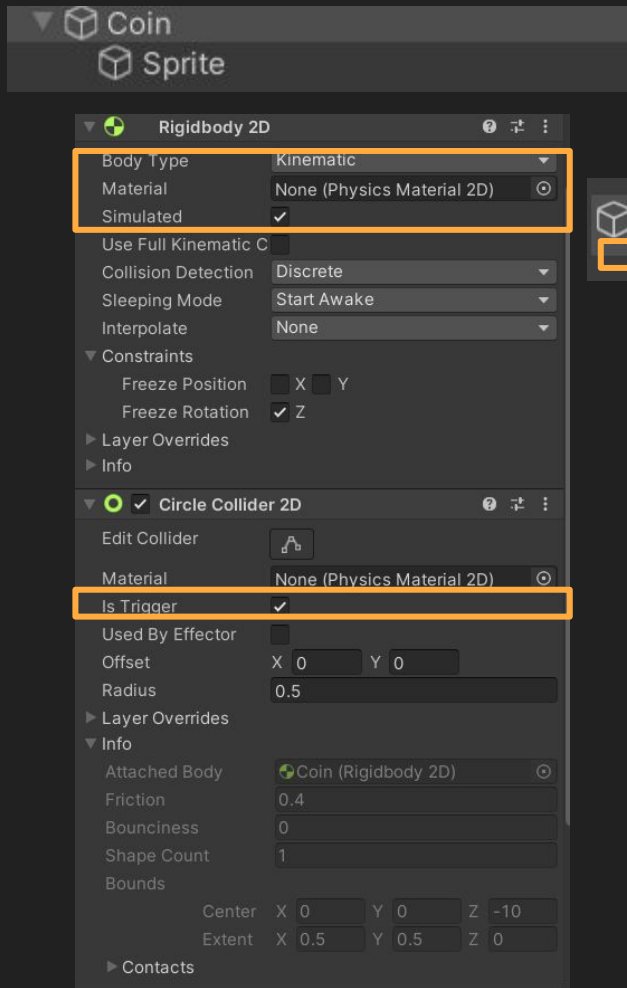 Coin
Sprite
Rigidbody 2D
Body Type Kinematic
Material None (Physics Material 2D)
Simulated
Use Full Kinematic C
Collision Detection Discrete
Sleeping Mode Start Awake
Interpolate None
Constraints
Freeze Position X Y
Freeze Rotation Z
Layer Overrides
Info
Circle Collider 2D
Edit Collider
Material None (Physics Material 2D)
Is Trigger
Used By Effector
Offset X 0 Y 0
Radius 0.5
Layer Overrides
Info
Attached Body Coin (Rigidbody 2D)
Friction 0.4
Bounciness 0
Shape Count 1
Bounds
Center X 0 Y 0 Z -10
Extent X 0.5 Y 0.5 Z 0
Contacts